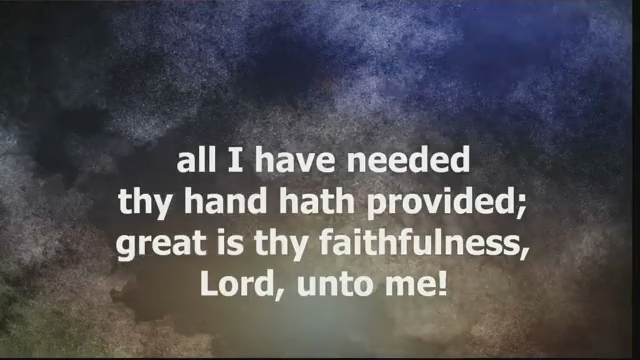 all I have needed
thy hand hath provided;
great is thy faithfulness,
Lord, unto me!